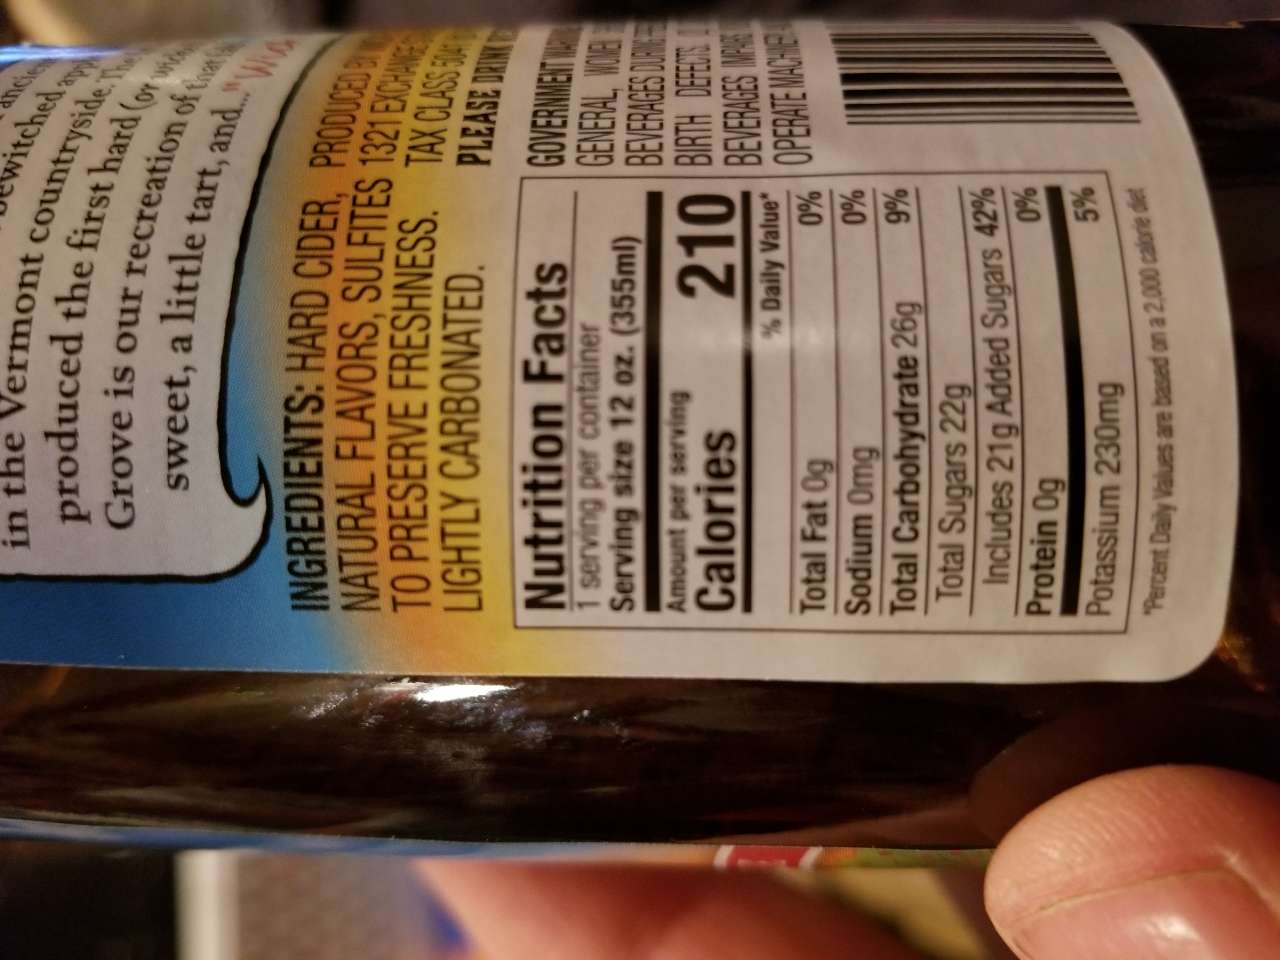 in the Vermont countryside.
produced the first hard (or
Grove is our recreation of that
sweet, a little tart, and...
INGREDIENTS: HARD CIDER,
NATURAL FLAVORS, SULFITES
TO PRESERVE FRESHNESS.
LIGHTLY CARBONATED.
PRODUCED
1321 EXCHANGE
TAX CLASS 5041
PLEASE DRINK
GOVERNMENT
GENERAL, WOMEN
BEVERAGES DURING
BIRTH DEFECTS.
BEVERAGES IMPAIRS
OPERATE MACHINERY
Nutrition Facts
1 serving per container
Serving size 12 oz. (355ml)
Amount per serving
Calories 210
% Daily Value*
Total Fat 0g 0%
Sodium 0mg 0%
Total Carbohydrate 26g 9%
Total Sugars 22g
Includes 21g Added Sugars 42%
Protein 0g 0%
Potassium 230mg 5%
*Percent Daily Values are based on a 2,000 calorie diet